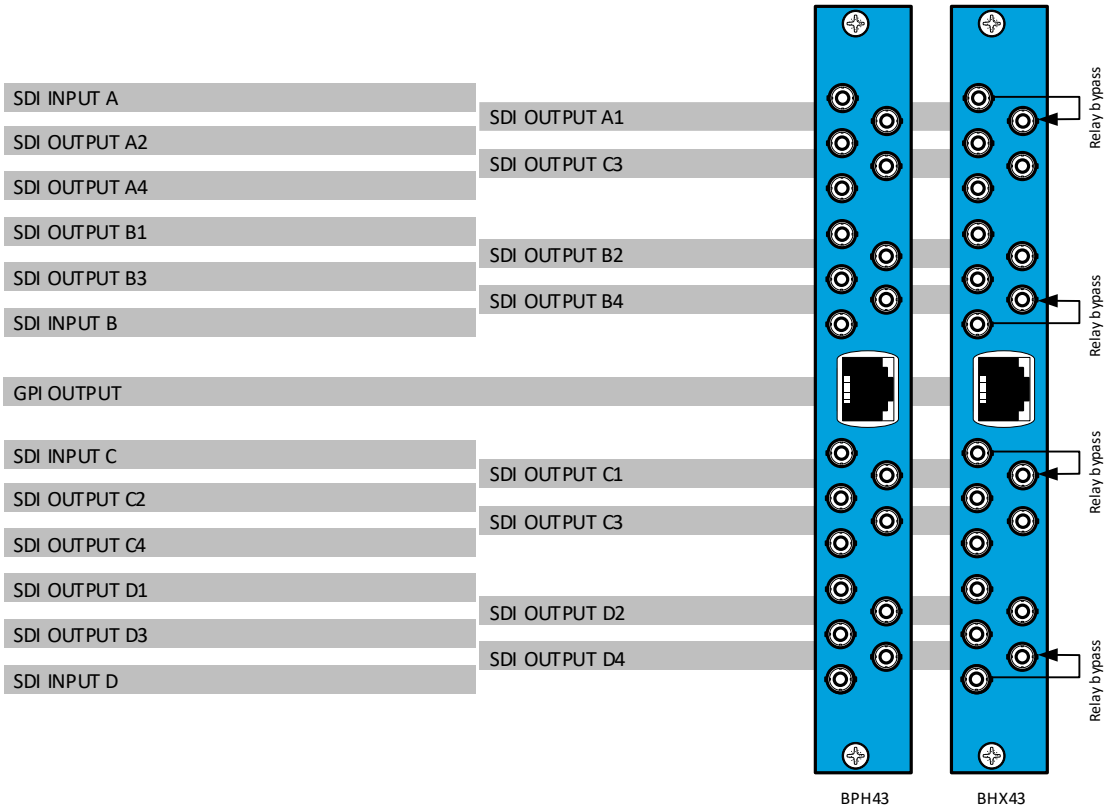 SDI INPUT A
SDI OUTPUT A1
SDI OUTPUT A2
SDI OUTPUT C3
SDI OUTPUT A4
SDI OUTPUT B1
SDI OUTPUT B2
SDI OUTPUT B3
SDI OUTPUT B4
SDI INPUT B
GPI OUTPUT
SDI INPUT C
SDI OUTPUT C1
SDI OUTPUT C2
SDI OUTPUT C3
SDI OUTPUT C4
SDI OUTPUT D1
SDI OUTPUT D2
SDI OUTPUT D3
SDI OUTPUT D4
SDI INPUT D
Relay bypass
Relay bypass
Relay bypass
Relay bypass
BPH43
BHX43